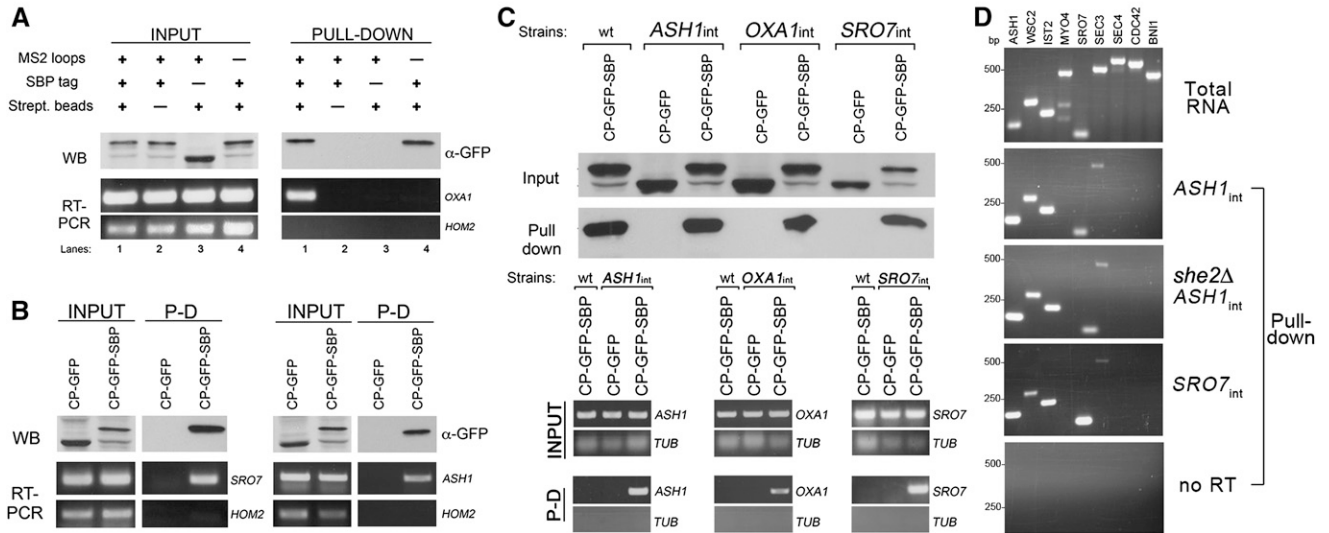 A
INPUT
PULL-DOWN
MS2 loops + + + — + + + —
SBP tag + + — + + + — +
Strept. beads + — + + + — + +
WB
α-GFP
RT-PCR
OXA1
HOM2
Lanes: 1 2 3 4 1 2 3 4
B
INPUT P-D INPUT P-D
CP-GFP CP-GFP-SBP CP-GFP CP-GFP-SBP CP-GFP CP-GFP-SBP CP-GFP CP-GFP-SBP
WB
α-GFP
RT-PCR
SRO7
HOM2
ASH1
HOM2
C
Strains: wt ASH1int OXA1int SRO7int
CP-GFP-SBP CP-GFP CP-GFP-SBP CP-GFP CP-GFP-SBP CP-GFP CP-GFP-SBP
Input
Pull down
Strains: wt ASH1int wt OXA1int wt SRO7int
CP-GFP-SBP CP-GFP CP-GFP-SBP CP-GFP-SBP CP-GFP CP-GFP-SBP CP-GFP-SBP CP-GFP CP-GFP-SBP
INPUT
ASH1 OXA1 SRO7
TUB TUB TUB
P-D
ASH1 OXA1 SRO7
TUB TUB TUB
D
bp ASH1 WSC2 IST2 MYO4 SRO7 SEC3 SEC4 CDC42 BNI1
500
250
Total RNA
500
250
ASH1int
500
250
she2Δ
ASH1int
500
250
SRO7int
500
250
no RT
Pull-down